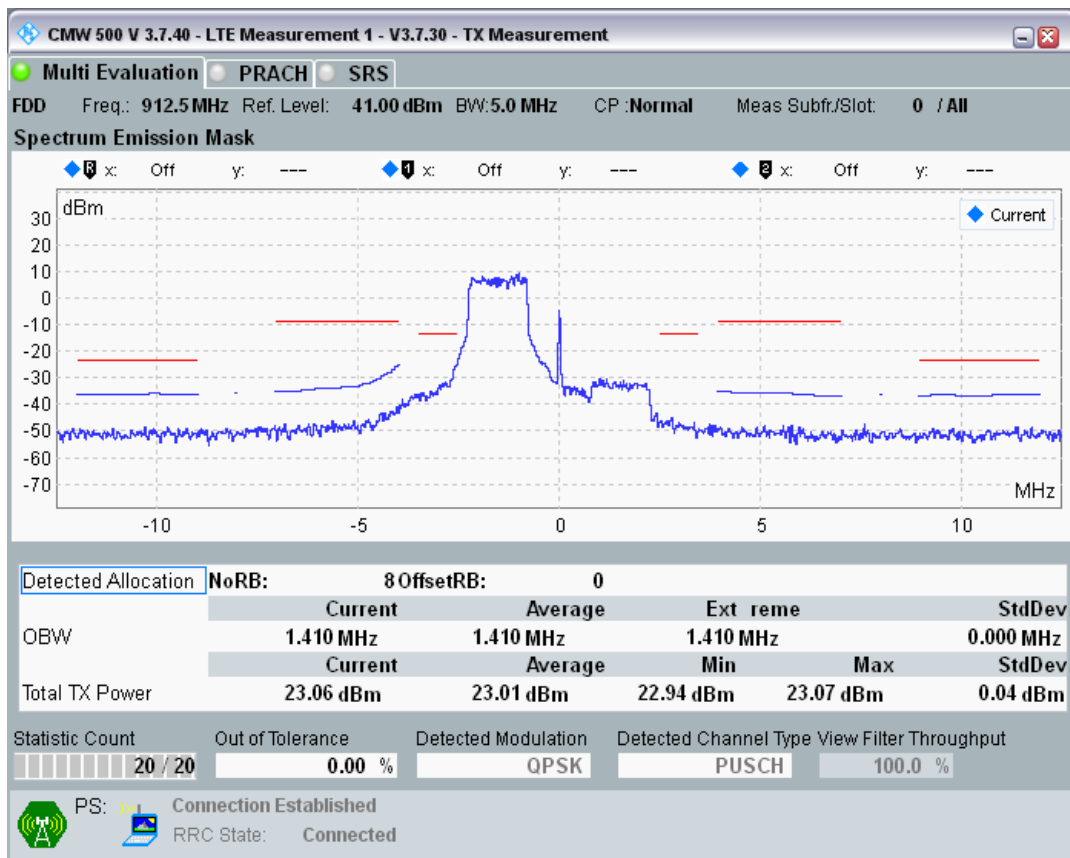 CMW 500 V 3.7.40 - LTE Measurement 1 - V3.7.30 - TX Measurement
Multi Evaluation PRACH SRS
FDD Freq.: 912.5 MHz Ref. Level: 41.00 dBm BW:5.0 MHz CP :Normal Meas Subfr./Slot: 0 / All
Spectrum Emission Mask
R x: Off y: --- 1 x: Off y: --- 2 x: Off y: ---
dBm
Current
30
20
10
0
-10
-20
-30
-40
-50
-60
-70
MHz
-10 -5 0 5 10
Detected Allocation NoRB: 8 OffsetRB: 0
Current Average Ext reme StdDev
OBW 1.410 MHz 1.410 MHz 1.410 MHz 0.000 MHz
Current Average Min Max StdDev
Total TX Power 23.06 dBm 23.01 dBm 22.94 dBm 23.07 dBm 0.04 dBm
Statistic Count Out of Tolerance Detected Modulation Detected Channel Type View Filter Throughput
20 / 20 0.00 % QPSK PUSCH 100.0 %
PS: Connection Established
RRC State: Connected